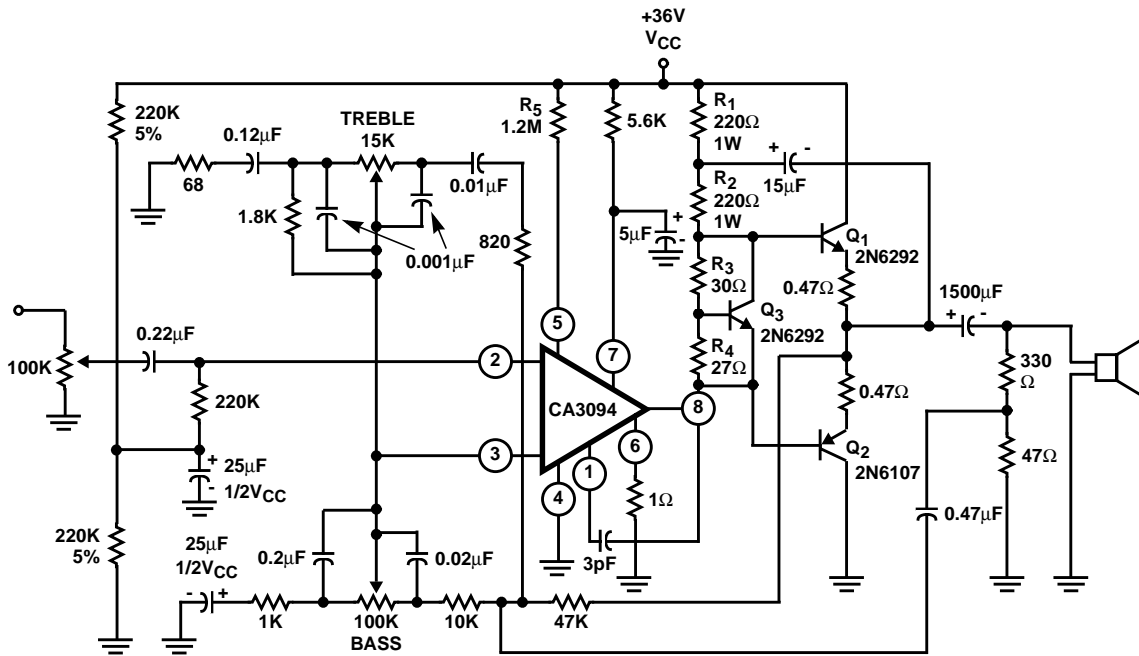 +36V
V_CC
220K
5%
TREBLE
15K
0.12μF
68
1.8K
0.01μF
0.001μF
820
R5
1.2M
5.6K
5μF
+
-
R1
220Ω
1W
+ -
15μF
R2
220Ω
1W
R3
30Ω
Q3
2N6292
R4
27Ω
Q1
2N6292
0.47Ω
1500μF
+ -
0.47Ω
Q2
2N6107
330
Ω
47Ω
0.47μF
100K
0.22μF
220K
+
-
25μF
1/2VCC
220K
5%
2
3
5
7
CA3094
8
6
1
4
1Ω
3pF
25μF
1/2VCC
- +
0.2μF
0.02μF
1K
100K
BASS
10K
47K